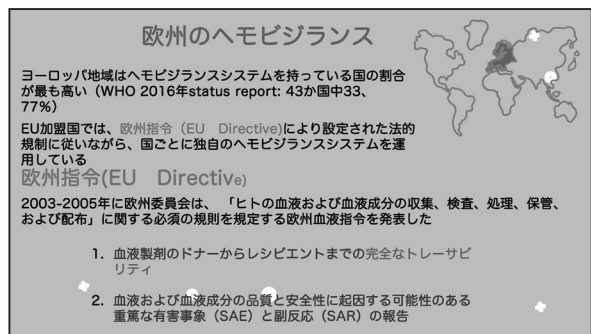 欧州のヘモビジランス
ヨーロッパ地域はヘモビジランスシステムを持っている国の割合
が最も高い（WHO 2016年status report: 43か国中33、
77%）
EU加盟国では、欧州指令（EU　Directive)により設定された法的
規制に従いながら、国ごとに独自のヘモビジランスシステムを運
用している
欧州指令(EU　Directive)
2003-2005年に欧州委員会は、「ヒトの血液および血液成分の収集、検査、処理、保管、
および配布」に関する必須の規則を規定する欧州血液指令を発表した
1. 血液製剤のドナーからレシピエントまでの完全なトレーサビ
リティ
2. 血液および血液成分の品質と安全性に起因する可能性のある
重篤な有害事象（SAE）と副反応（SAR）の報告